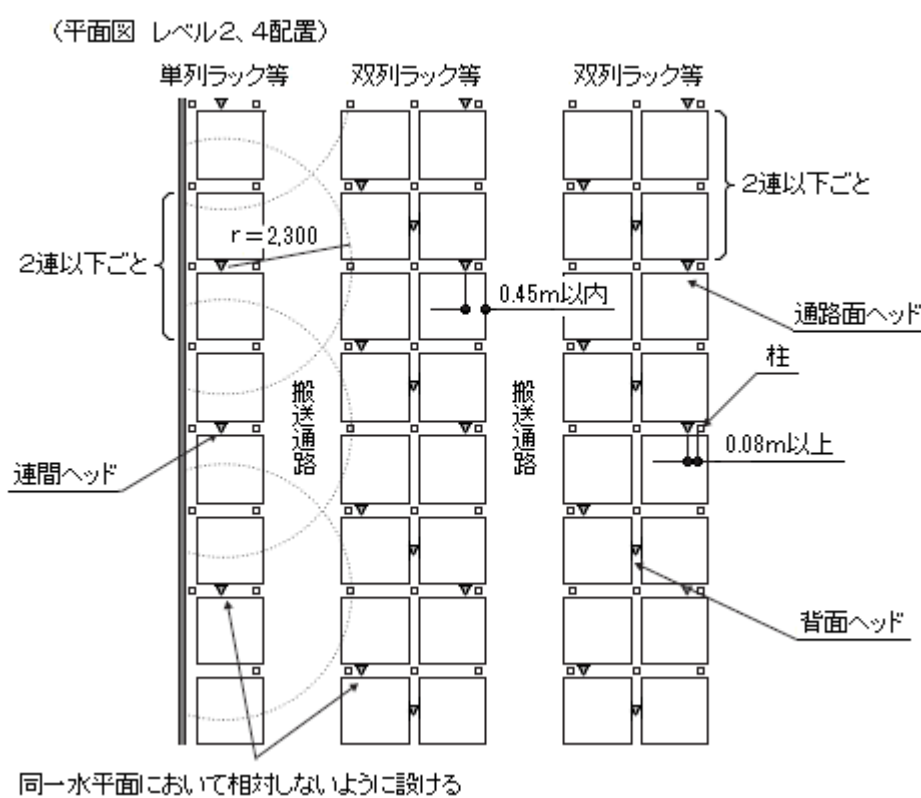 （平面図 レベル2、4配置）
単列ラック等
双列ラック等
双列ラック等
2連以下ごと
r＝2,300
2連以下ごと
0.45m以内
通路面ヘッド
柱
搬送通路
搬送通路
0.08m以上
連間ヘッド
背面ヘッド
同一水平面において相対しないように設ける